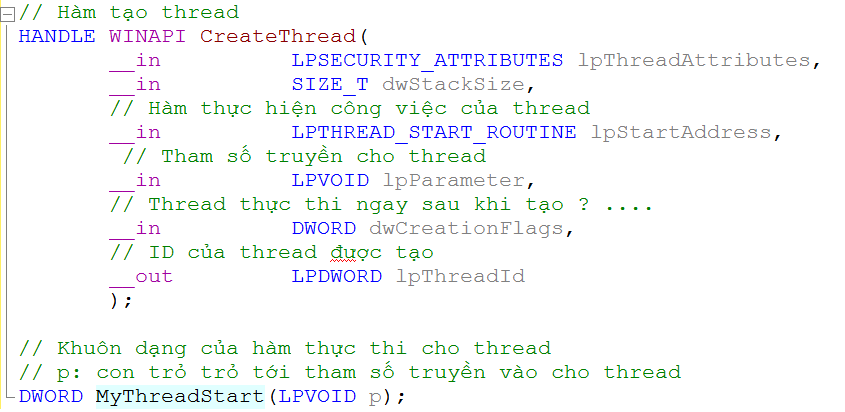 // Hàm tạo thread
HANDLE WINAPI CreateThread(
__in LPSECURITY_ATTRIBUTES lpThreadAttributes,
__in SIZE_T dwStackSize,
// Hàm thực hiện công việc của thread
__in LPTHREAD_START_ROUTINE lpStartAddress,
// Tham số truyền cho thread
__in LPVOID lpParameter,
// Thread thực thi ngay sau khi tạo ? ....
__in DWORD dwCreationFlags,
// ID của thread được tạo
__out LPDWORD lpThreadId
);
// Khuôn dạng của hàm thực thi cho thread
// p: con trỏ trỏ tới tham số truyền vào cho thread
DWORD MyThreadStart(LPVOID p);